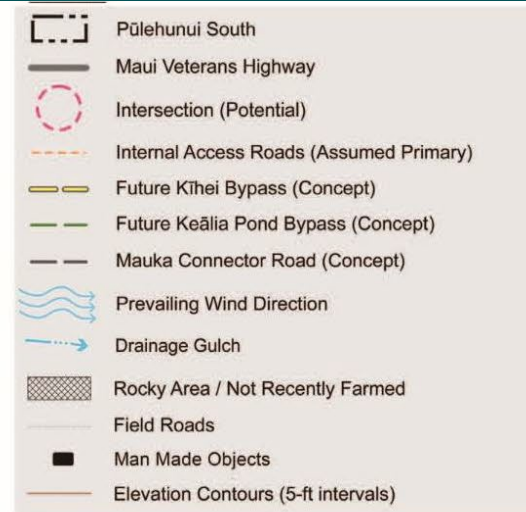 Pūlehunui South
Maui Veterans Highway
Intersection (Potential)
Internal Access Roads (Assumed Primary)
Future Kīhei Bypass (Concept)
Future Keālia Pond Bypass (Concept)
Mauka Connector Road (Concept)
Prevailing Wind Direction
Drainage Gulch
Rocky Area / Not Recently Farmed
Field Roads
Man Made Objects
Elevation Contours (5-ft intervals)